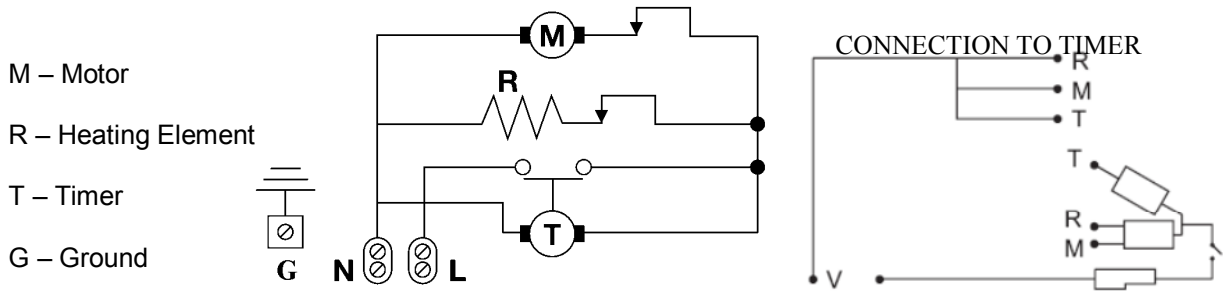 M – Motor
R – Heating Element
T – Timer
G – Ground
M
R
T
G
N
L
CONNECTION TO TIMER
R
M
T
T
R
M
V